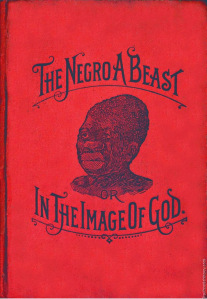 THE NEGRO A BEAST
OR
IN THE IMAGE OF GOD.